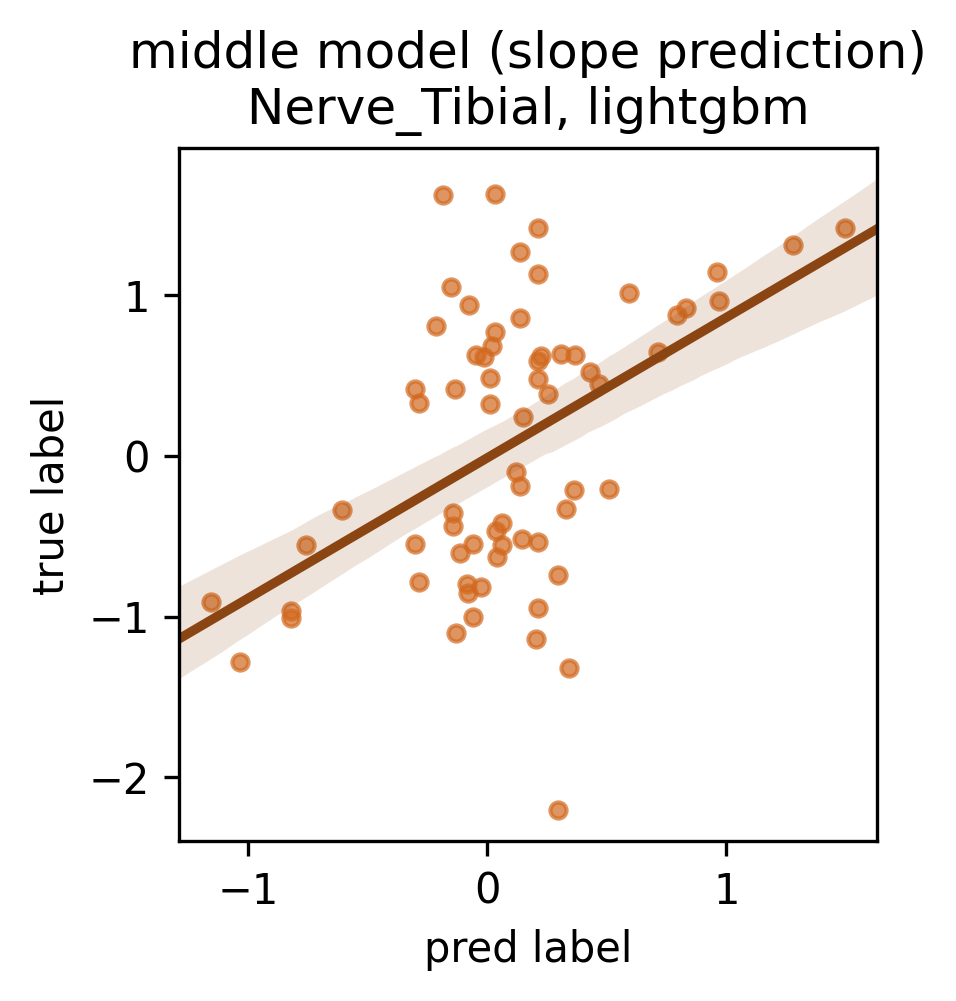 middle model (slope prediction)
Nerve_Tibial, lightgbm
true label
1
0
−1
−2
−1
0
1
pred label